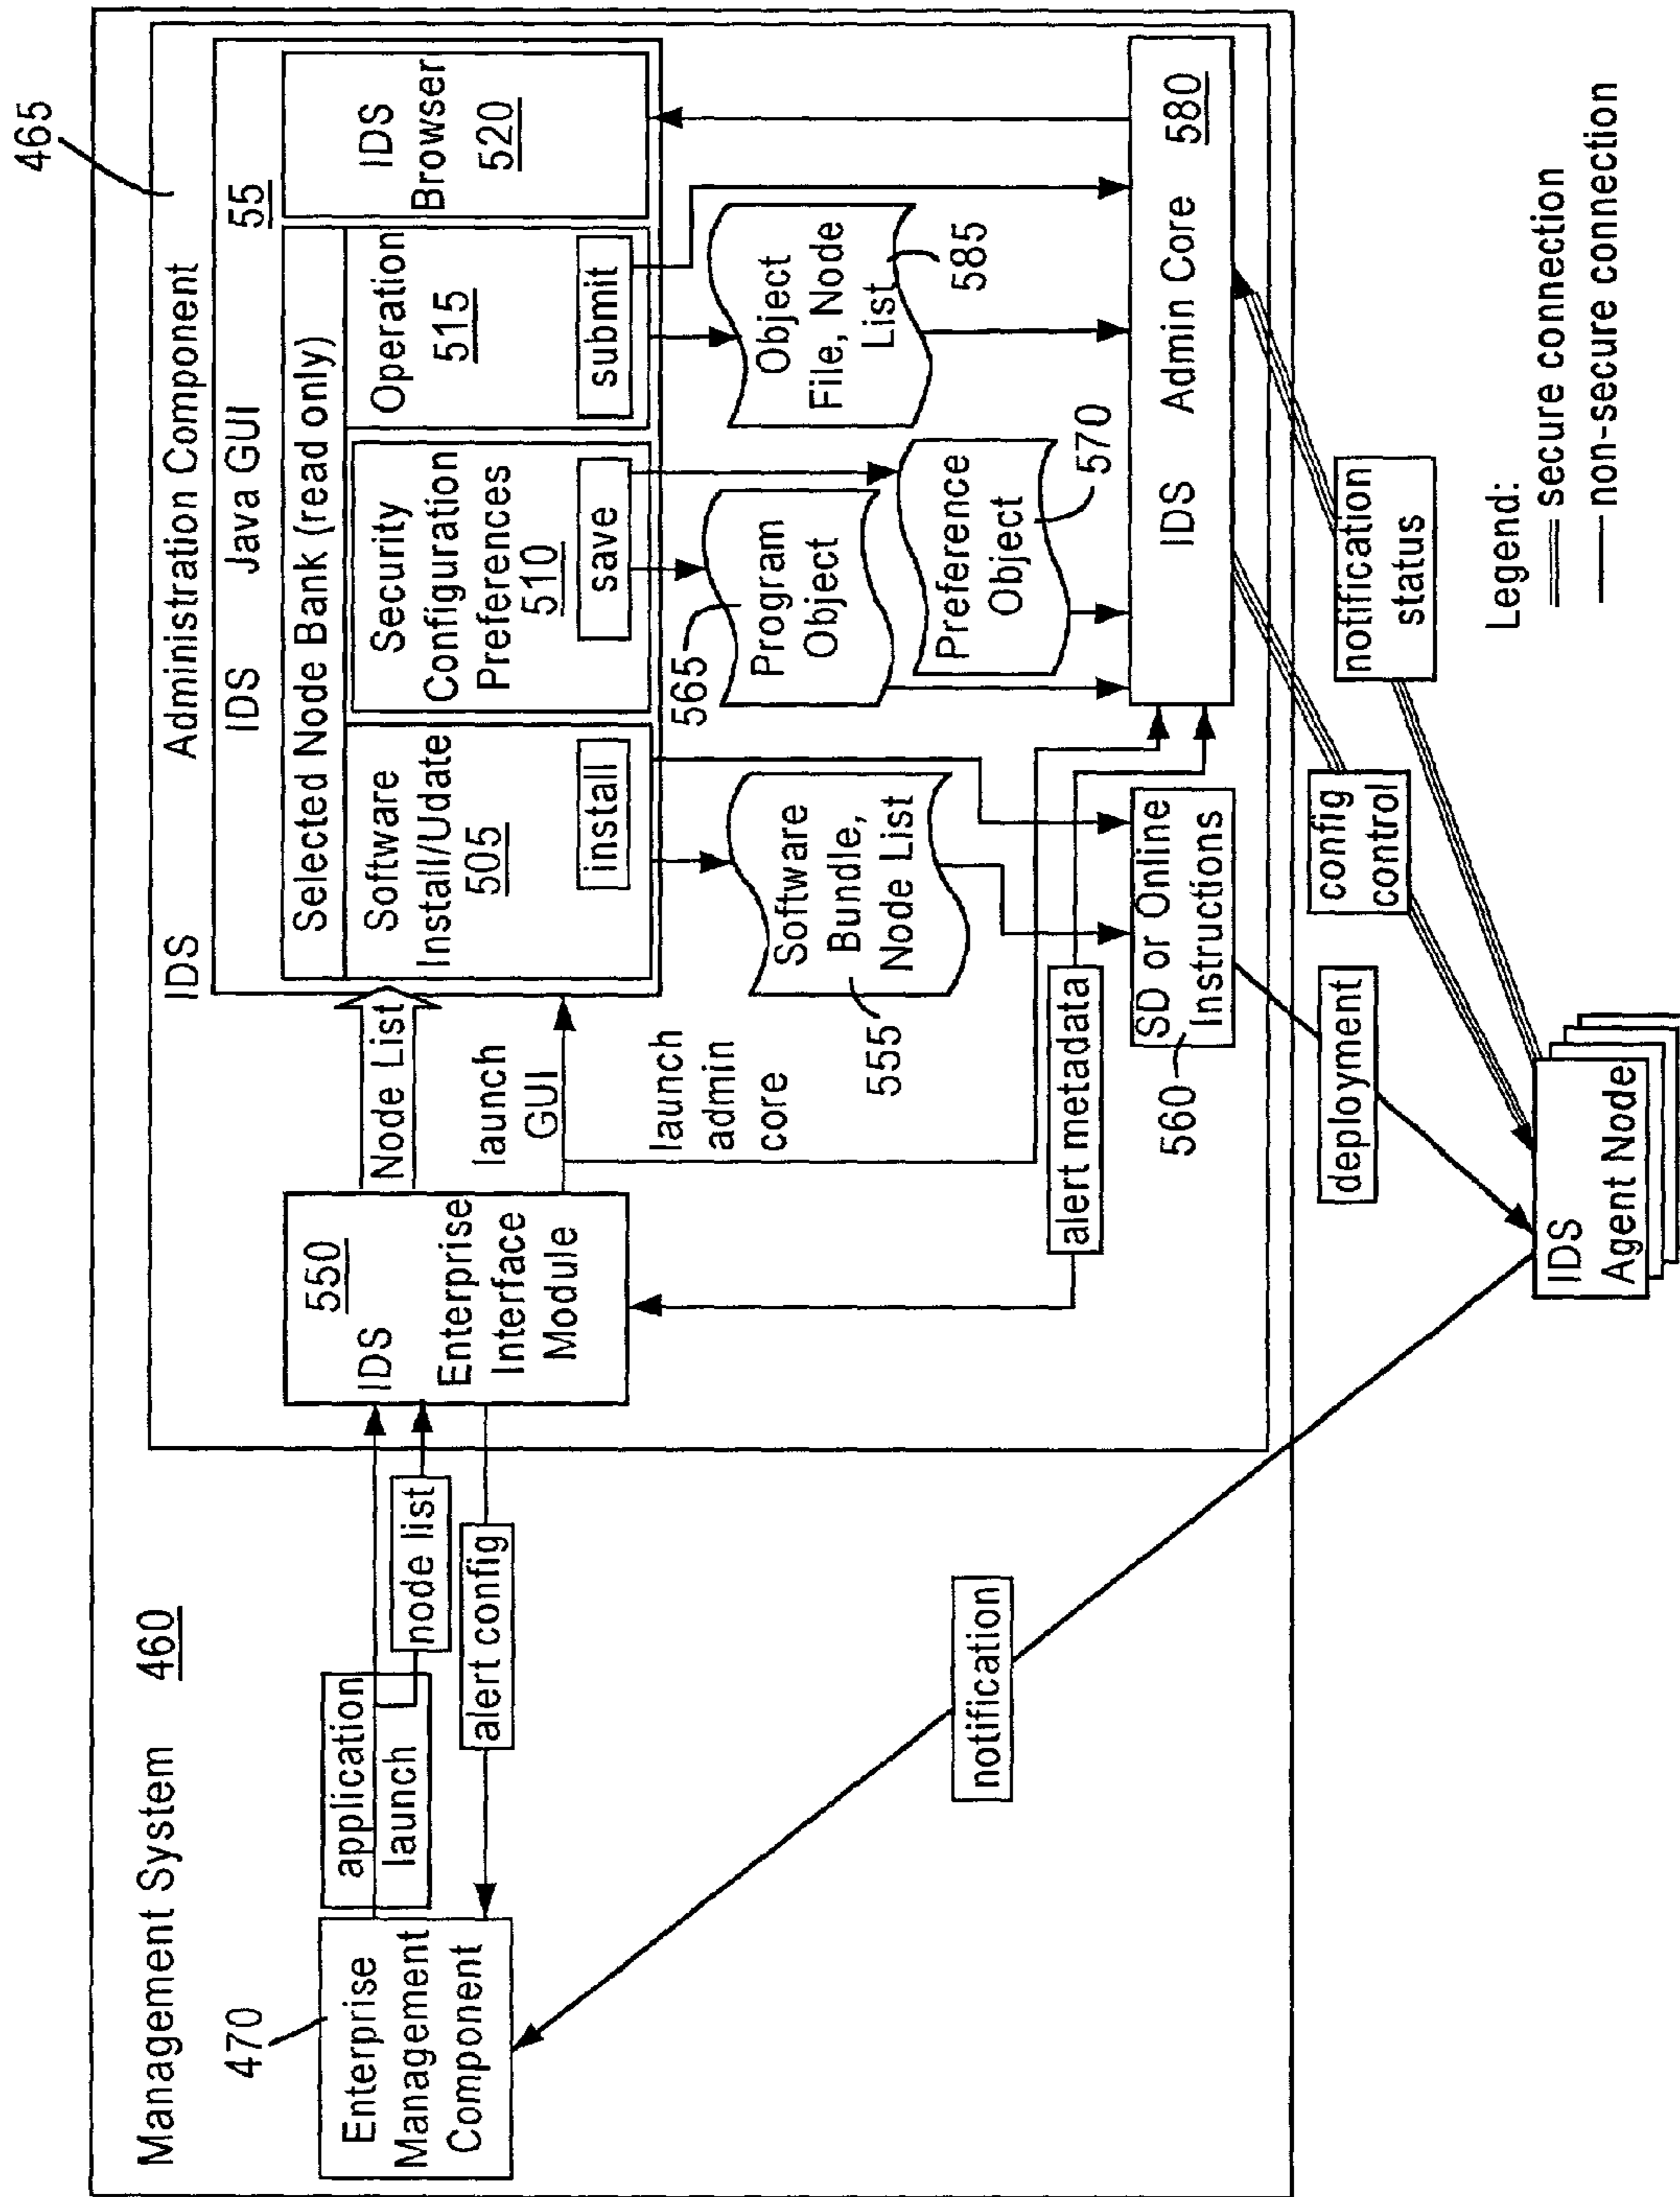 465
Management System 460
IDS Administration Component
IDS Java GUI 55
Selected Node Bank (read only)
Software
Install/Udate
505
install
Security
Configuration
Preferences
510
save
Operation
515
submit
IDS
Browser
520
470
Enterprise
Management
Component
application
launch
node list
alert config
550
IDS
Enterprise
Interface
Module
Node List
launch
GUI
launch
admin
core
Software
Bundle,
Node List
555
565
Program
Object
Preference
Object
570
Object
File, Node
List
585
alert metadata
SD or Online
Instructions
560
IDS Admin Core 580
notification
deployment
config
control
notification
status
IDS
Agent Node
Legend:
secure connection
non-secure connection